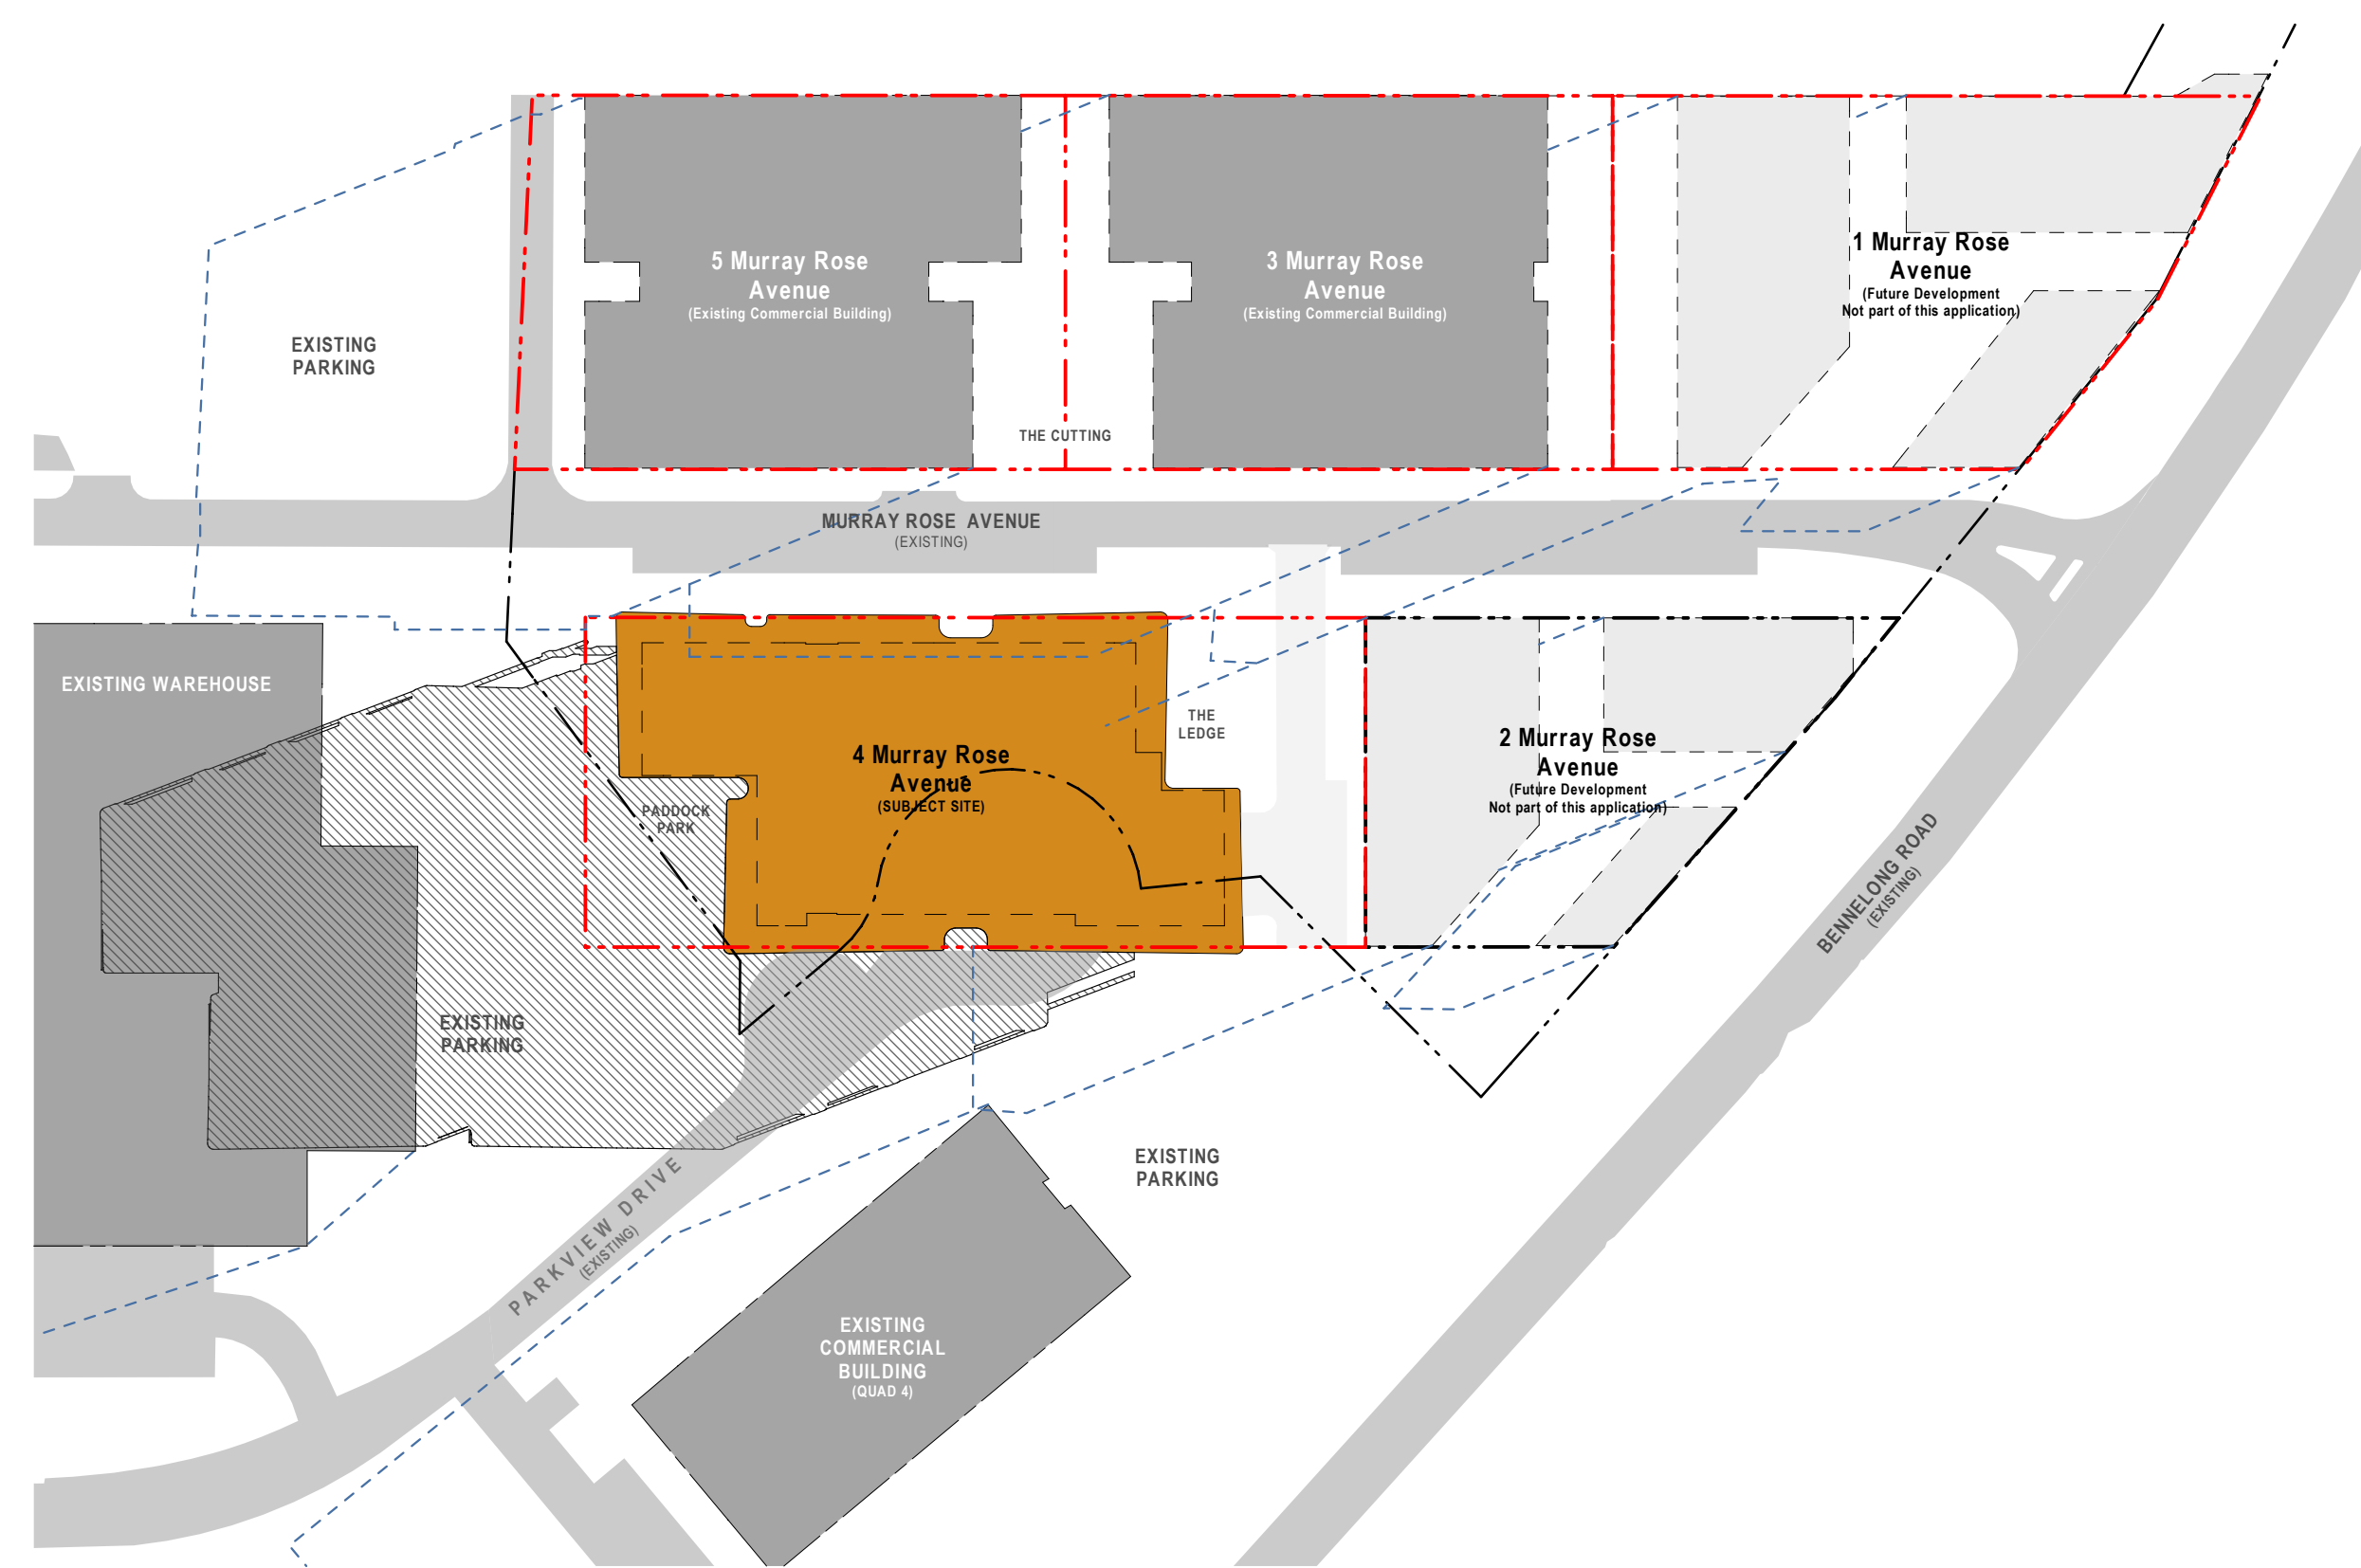 5 Murray Rose
Avenue
(Existing Commercial Building)
3 Murray Rose
Avenue
(Existing Commercial Building)
1 Murray Rose
Avenue
(Future Development
Not part of this application)
EXISTING
PARKING
THE CUTTING
MURRAY ROSE AVENUE
(EXISTING)
EXISTING WAREHOUSE
THE
LEDGE
4 Murray Rose
Avenue
(SUBJECT SITE)
2 Murray Rose
Avenue
(Future Development
Not part of this application)
PADDOCK
PARK
BENNELONG ROAD
(EXISTING)
EXISTING
PARKING
EXISTING
PARKING
PARKVIEW DRIVE
(EXISTING)
EXISTING
COMMERCIAL
BUILDING
(QUAD 4)